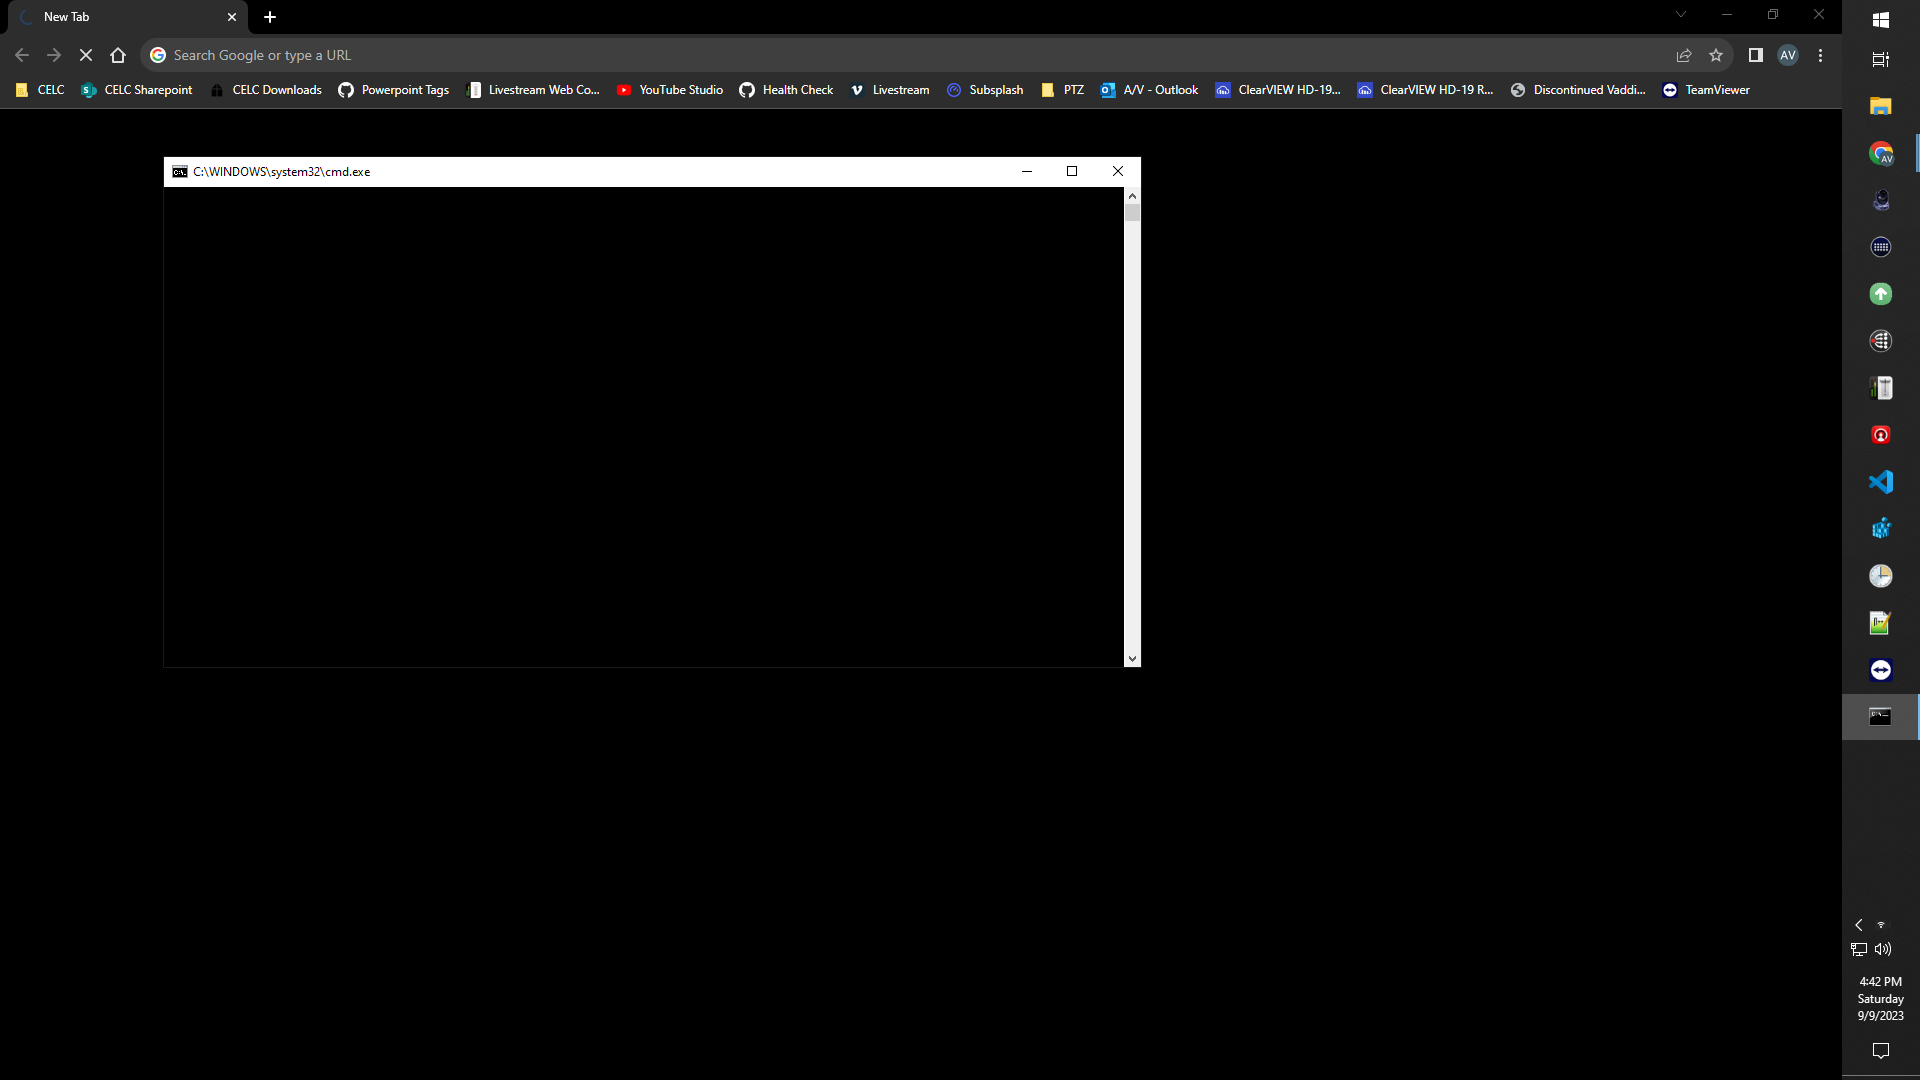 New Tab
Search Google or type a URL
AV
CELC
CELC Sharepoint
CELC Downloads
Powerpoint Tags
Livestream Web Co...
YouTube Studio
Health Check
Livestream
Subsplash
PTZ
A/V - Outlook
ClearVIEW HD-19...
ClearVIEW HD-19 R...
Discontinued Vaddi...
TeamViewer
C:\WINDOWS\system32\cmd.exe
AV
4:42 PM
Saturday
9/9/2023